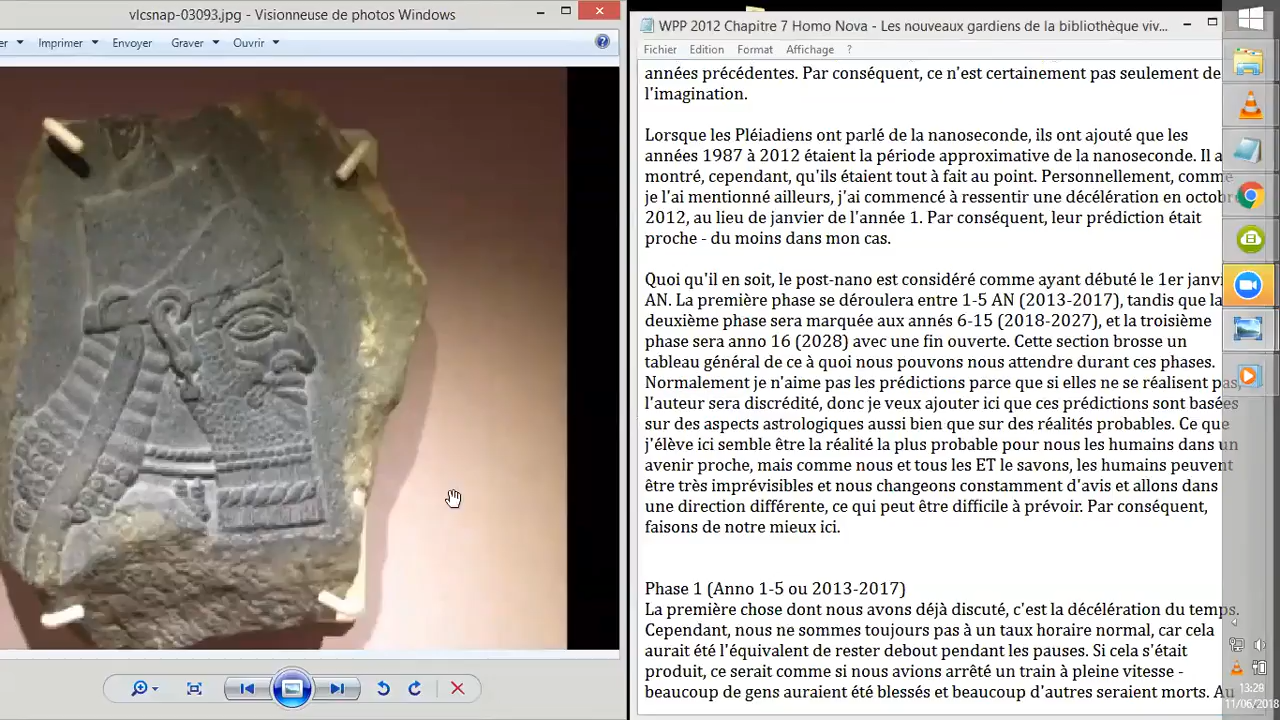 vlcsnap-03093.jpg - Visionneuse de photos Windows
Imprimer
Envoyer
Graver
Ouvrir
WPP 2012 Chapitre 7 Homo Nova - Les nouveaux gardiens de la bibliothèque viv...
Fichier Edition Format Affichage ?
années précédentes. Par conséquent, ce n'est certainement pas seulement de
l'imagination.
Lorsque les Pléiadiens ont parlé de la nanoseconde, ils ont ajouté que les
années 1987 à 2012 étaient la période approximative de la nanoseconde. Il a
montré, cependant, qu'ils étaient tout à fait au point. Personnellement, comme
je l'ai mentionné ailleurs, j'ai commencé à ressentir une décélération en octobre
2012, au lieu de janvier de l'année 1. Par conséquent, leur prédiction était
proche - du moins dans mon cas.
Quoi qu'il en soit, le post-nano est considéré comme ayant débuté le 1er janvi
AN. La première phase se déroulera entre 1-5 AN (2013-2017), tandis que la
deuxième phase sera marquée aux annés 6-15 (2018-2027), et la troisième
phase sera anno 16 (2028) avec une fin ouverte. Cette section brosse un
tableau général de ce à quoi nous pouvons nous attendre durant ces phases.
Normalement je n'aime pas les prédictions parce que si elles ne se réalisent pas,
l'auteur sera discrédité, donc je veux ajouter ici que ces prédictions sont basées
sur des aspects astrologiques aussi bien que sur des réalités probables. Ce que
j'élève ici semble être la réalité la plus probable pour nous les humains dans un
avenir proche, mais comme nous et tous les ET le savons, les humains peuvent
être très imprévisibles et nous changeons constamment d'avis et allons dans
une direction différente, ce qui peut être difficile à prévoir. Par conséquent,
faisons de notre mieux ici.
Phase 1 (Anno 1-5 ou 2013-2017)
La première chose dont nous avons déjà discuté, c'est la décélération du temps.
Cependant, nous ne sommes toujours pas à un taux horaire normal, car cela
aurait été l'équivalent de rester debout pendant les pauses. Si cela s'était
produit, ce serait comme si nous avions arrêté un train à pleine vitesse -
beaucoup de gens auraient été blessés et beaucoup d'autres seraient morts. Au
13:28
11/06/2018